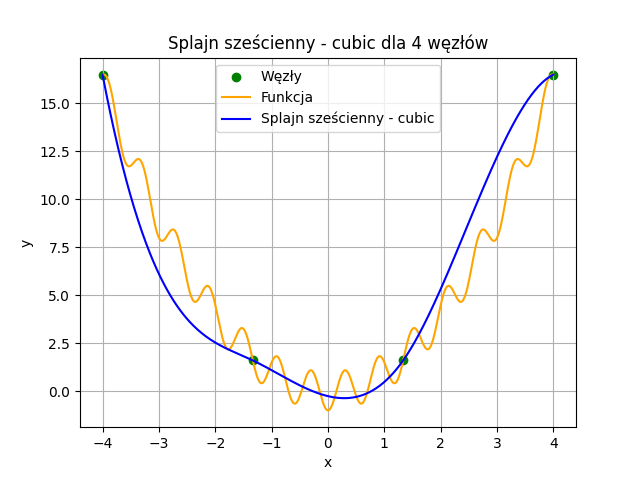 Splajn sześcienny - cubic dla 4 węzłów
Węzły
Funkcja
Splajn sześcienny - cubic
y
15.0
12.5
10.0
7.5
5.0
2.5
0.0
−4 −3 −2 −1 0 1 2 3 4
x